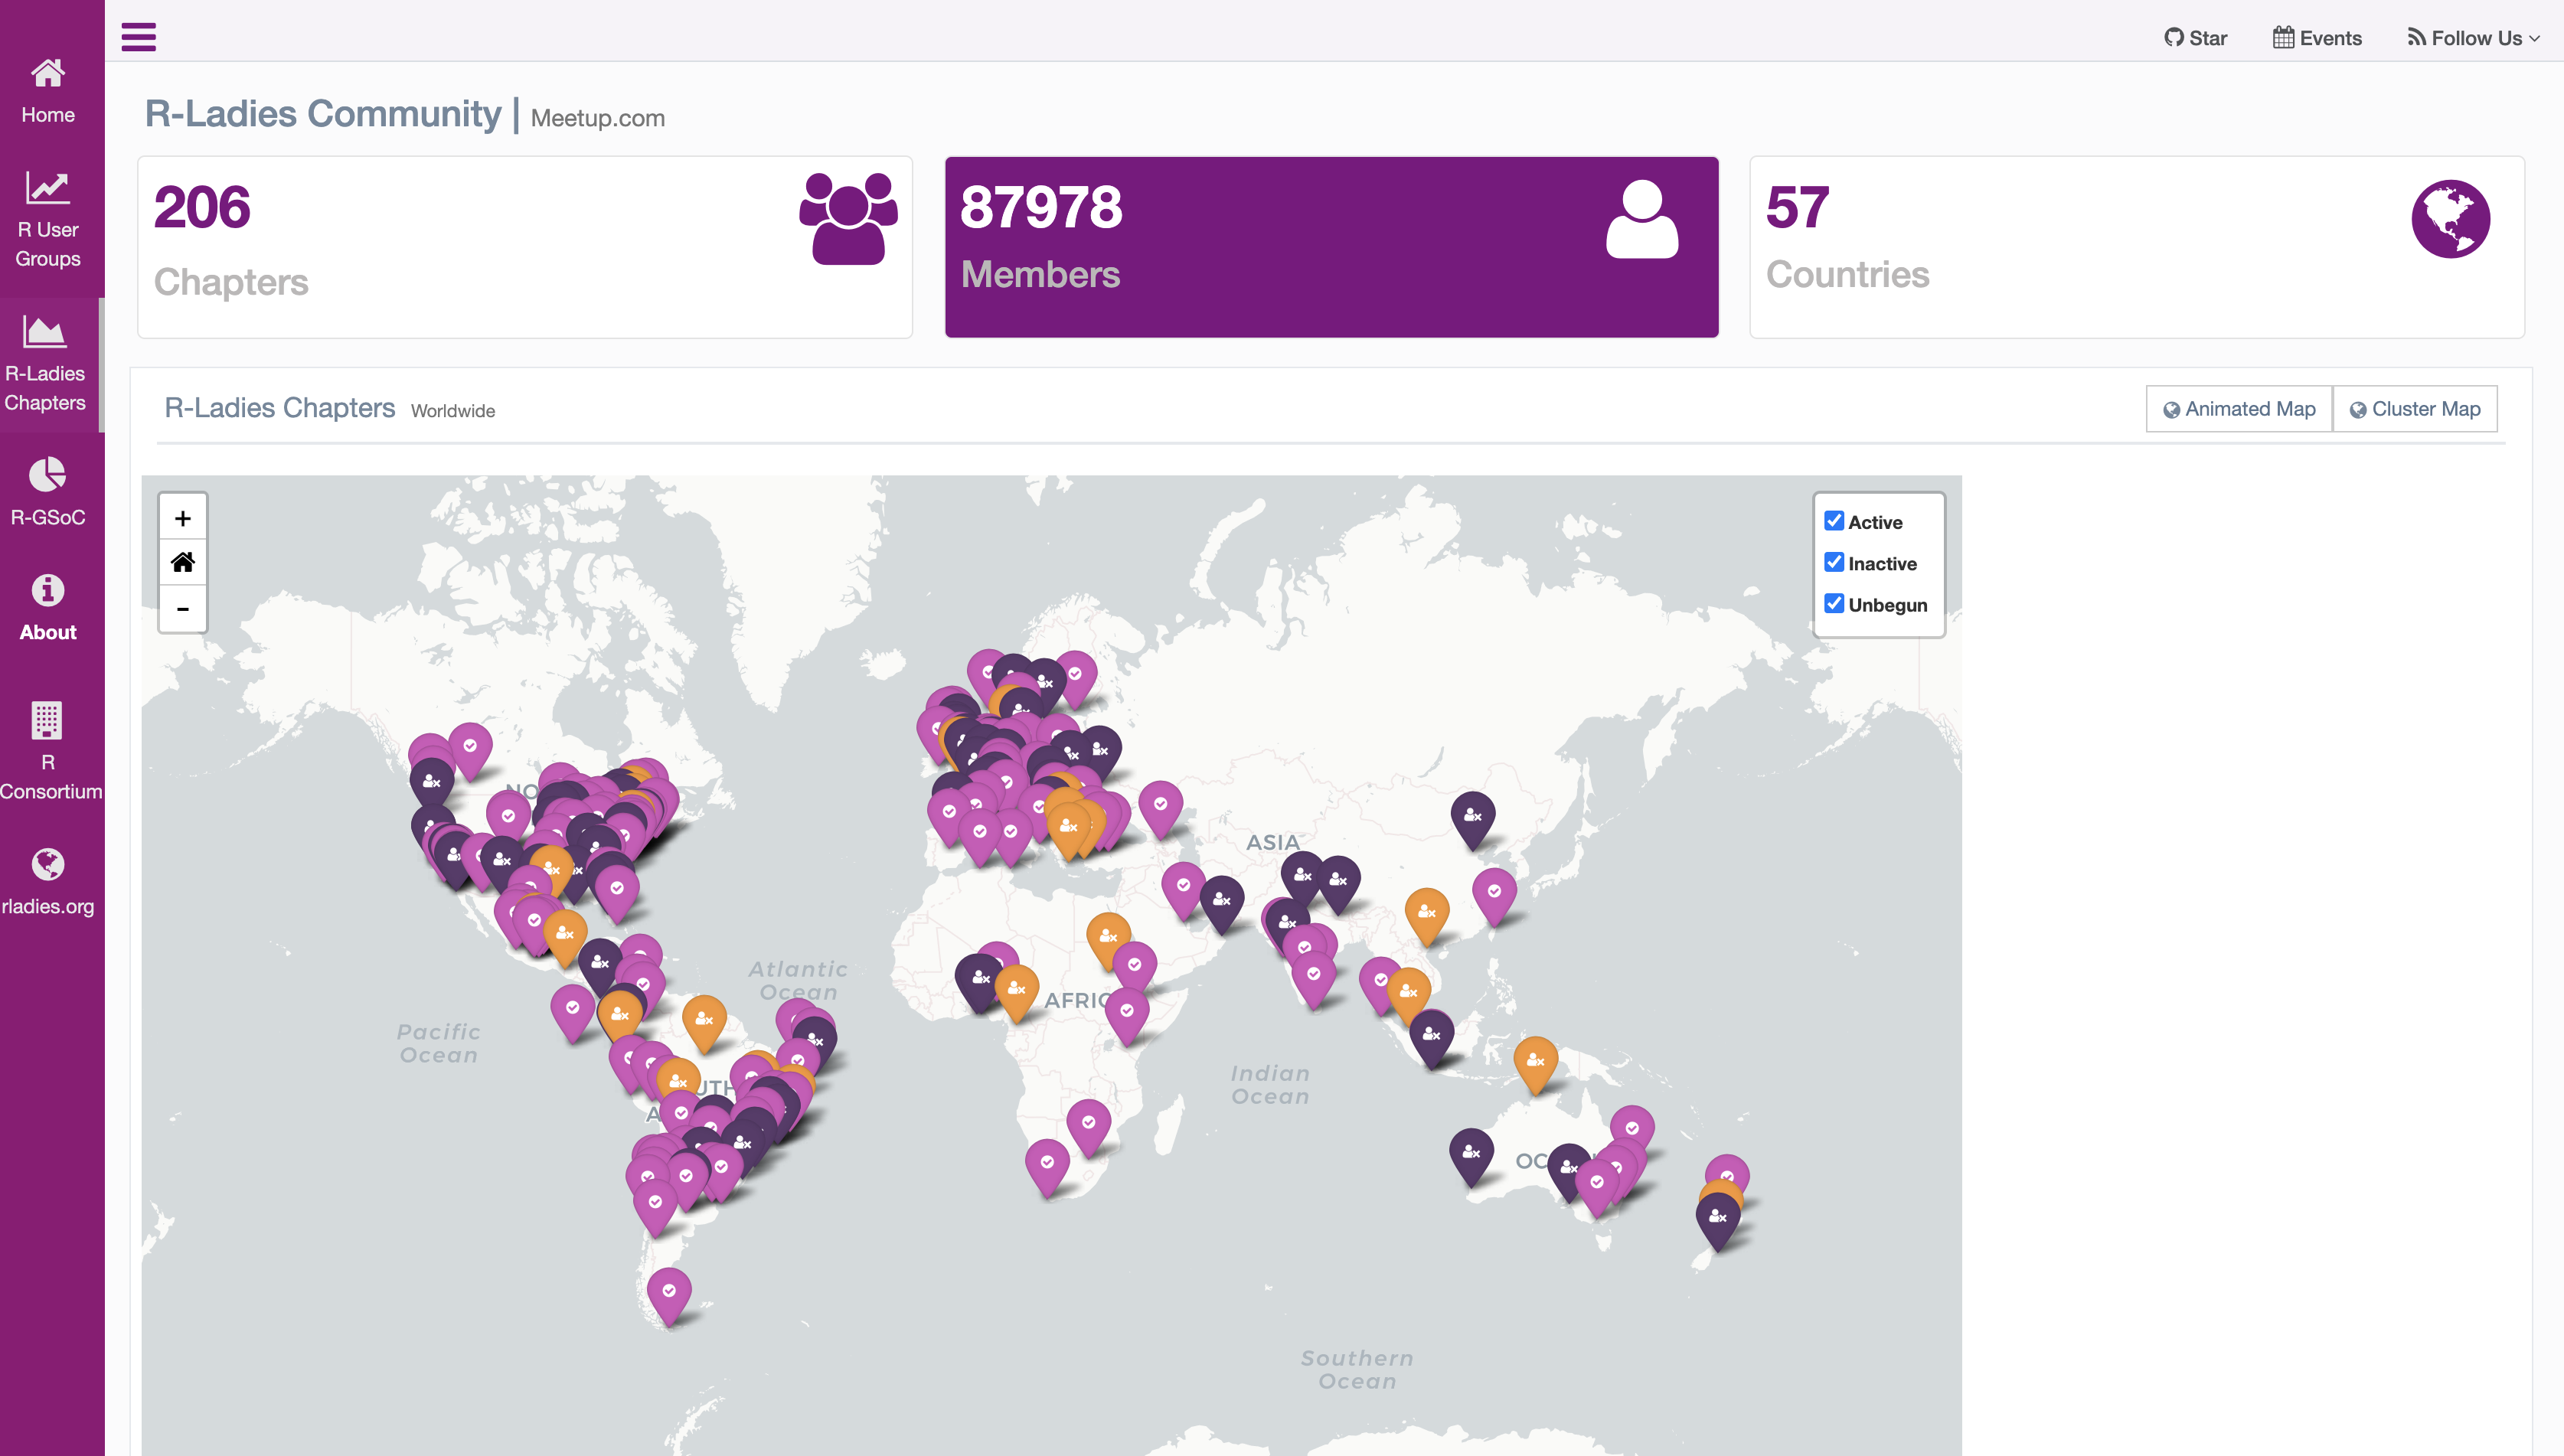 Home
R User
Groups
R-Ladies
Chapters
R-GSoC
About
R
Consortium
rladies.org
Star
Events
Follow Us
R-Ladies Community | Meetup.com
206
Chapters
87978
Members
57
Countries
R-Ladies Chapters Worldwide
Animated Map
Cluster Map
+
-
Active
Inactive
Unbegun
NO
ASIA
Atlantic
Ocean
AFRIC
Pacific
Ocean
UTH
A
Indian
Ocean
OC
Southern
Ocean